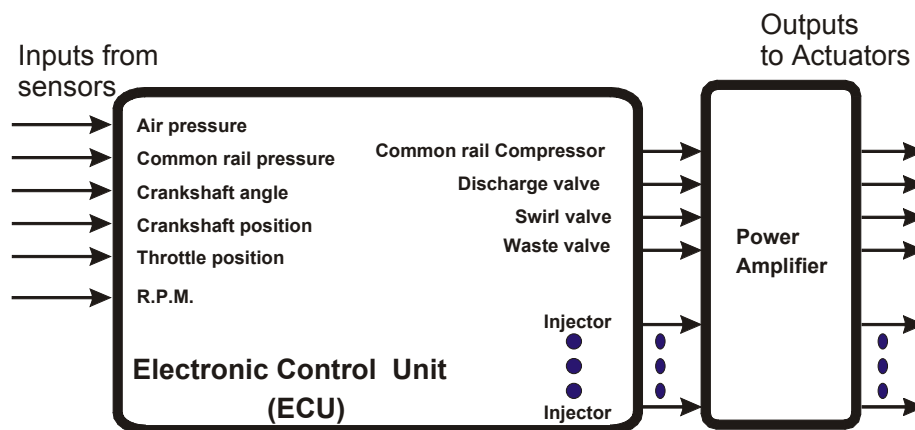 Inputs from
sensors
Outputs
to Actuators
Air pressure
Common rail pressure
Crankshaft angle
Crankshaft position
Throttle position
R.P.M.
Common rail Compressor
Discharge valve
Swirl valve
Waste valve
Injector
Injector
Electronic Control Unit
(ECU)
Power
Amplifier